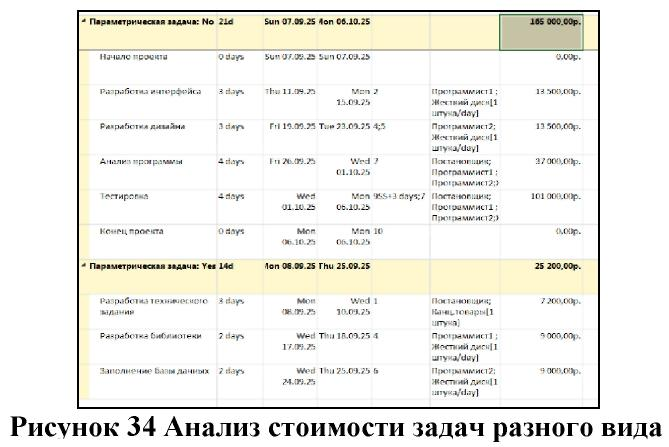 Параметрическая задача: No 21d Sun 07.09.25 Mon 06.10.25 165 000,00р.
Начало проекта 0 days Sun 07.09.25 Sun 07.09.25 0,00р.
Разработка интерфейса 3 days Thu 11.09.25 Mon 2 Программист1 ; 13 500,00р.
15.09.25 Жесткий диск[1
штука/day]
Разработка дизайна 3 days Fri 19.09.25 Tue 23.09.25 4;5 Программист2; 13 500,00р.
Жесткий диск[1
штука/day]
Анализ программы 4 days Fri 26.09.25 Wed 7 Постановщик; 37 000,00р.
01.10.25 Программист1 ;
Программист2;
Тестировка 4 days Wed Mon 9SS+3 days;7 Постановщик; 101 000,00р.
01.10.25 06.10.25 Программист1 ;
Программист2;
Конец проекта 0 days Mon Mon 10 0,00р.
06.10.25 06.10.25
Параметрическая задача: Yes 14d Mon 08.09.25 Thu 25.09.25 25 200,00р.
Разработка технического 3 days Mon Wed 1 Постановщик; 7 200,00р.
задания 08.09.25 10.09.25 Канц.товары[1
штука]
Разработка библиотеки 2 days Wed Thu 18.09.25 4 Программист1 ; 9 000,00р.
17.09.25 Жесткий диск[1
штука/day]
Заполнение базы данных 2 days Wed Thu 25.09.25 6 Программист2; 9 000,00р.
24.09.25 Жесткий диск[1
штука/day]
Рисунок 34 Анализ стоимости задач разного вида